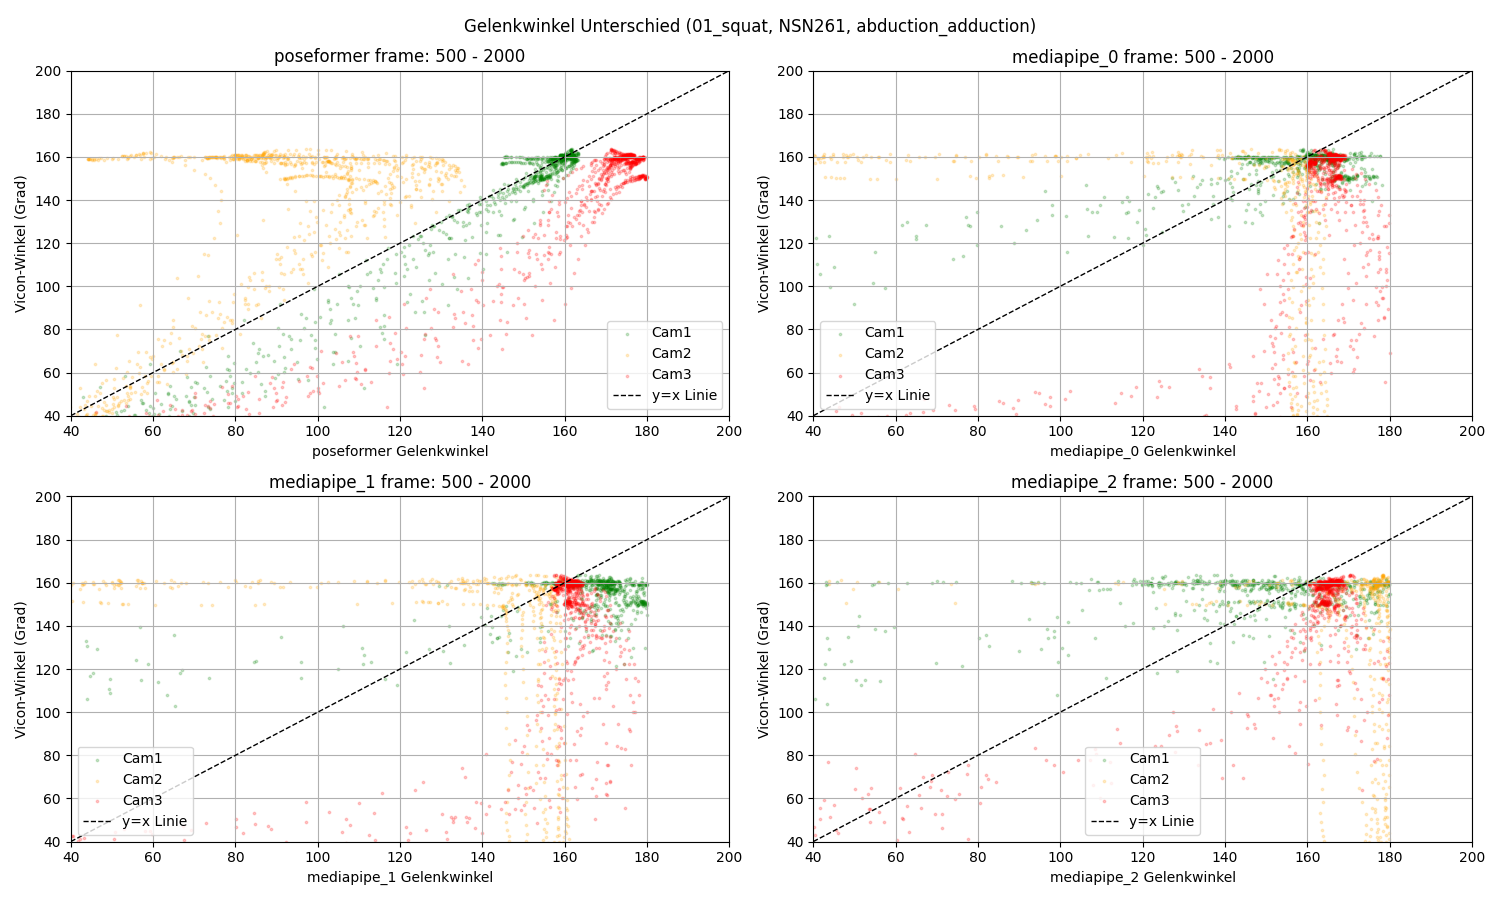 Gelenkwinkel Unterschied (01_squat, NSN261, abduction_adduction)
poseformer frame: 500 - 2000
200
180
160
140
120
100
80
60
40
Vicon-Winkel (Grad)
Cam1
Cam2
Cam3
y=x Linie
40 60 80 100 120 140 160 180 200
poseformer Gelenkwinkel
mediapipe_0 frame: 500 - 2000
200
180
160
140
120
100
80
60
40
Vicon-Winkel (Grad)
Cam1
Cam2
Cam3
y=x Linie
40 60 80 100 120 140 160 180 200
mediapipe_0 Gelenkwinkel
mediapipe_1 frame: 500 - 2000
200
180
160
140
120
100
80
60
40
Vicon-Winkel (Grad)
Cam1
Cam2
Cam3
y=x Linie
40 60 80 100 120 140 160 180 200
mediapipe_1 Gelenkwinkel
mediapipe_2 frame: 500 - 2000
200
180
160
140
120
100
80
60
40
Vicon-Winkel (Grad)
Cam1
Cam2
Cam3
y=x Linie
40 60 80 100 120 140 160 180 200
mediapipe_2 Gelenkwinkel